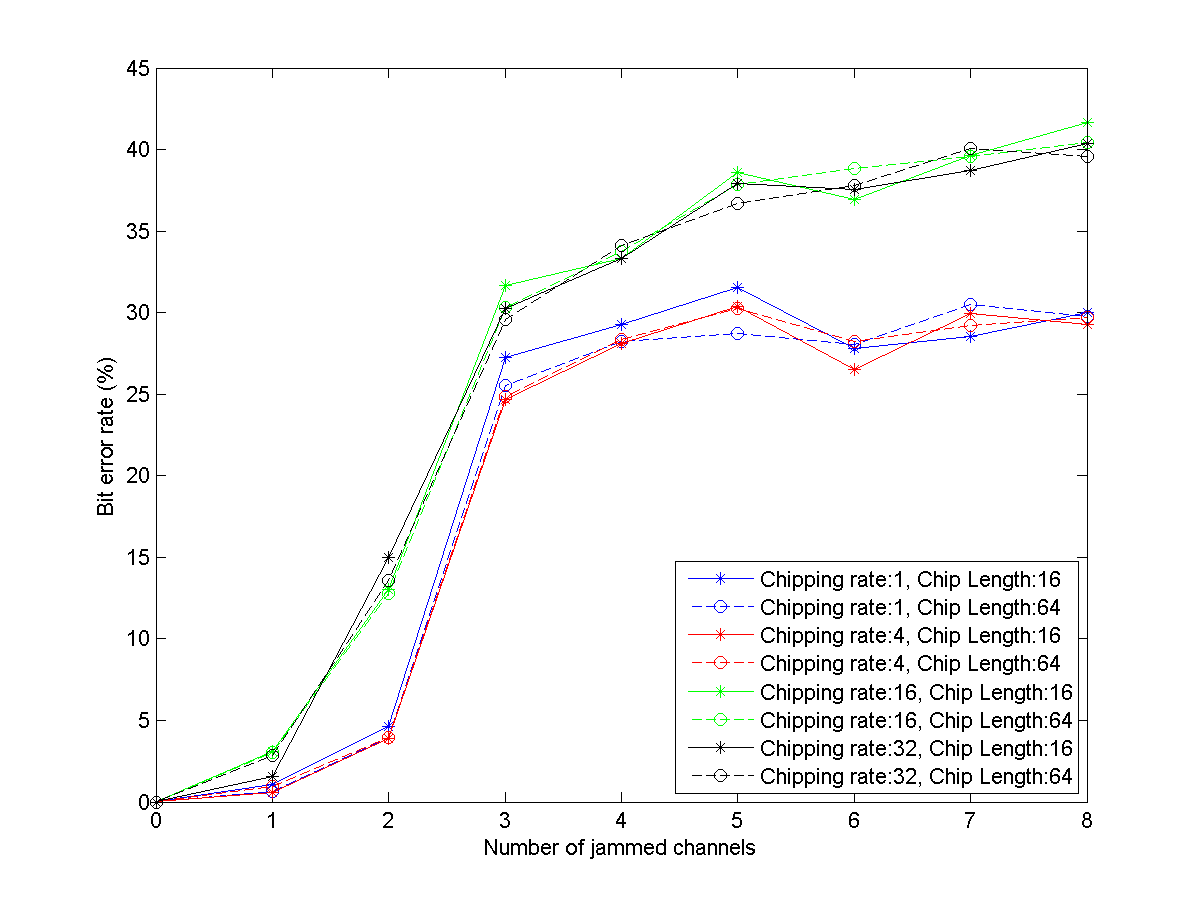 45
40
35
30
25
20
15
10
5
0
Bit error rate (%)
0 1 2 3 4 5 6 7 8
Number of jammed channels
Chipping rate:1, Chip Length:16
Chipping rate:1, Chip Length:64
Chipping rate:4, Chip Length:16
Chipping rate:4, Chip Length:64
Chipping rate:16, Chip Length:16
Chipping rate:16, Chip Length:64
Chipping rate:32, Chip Length:16
Chipping rate:32, Chip Length:64